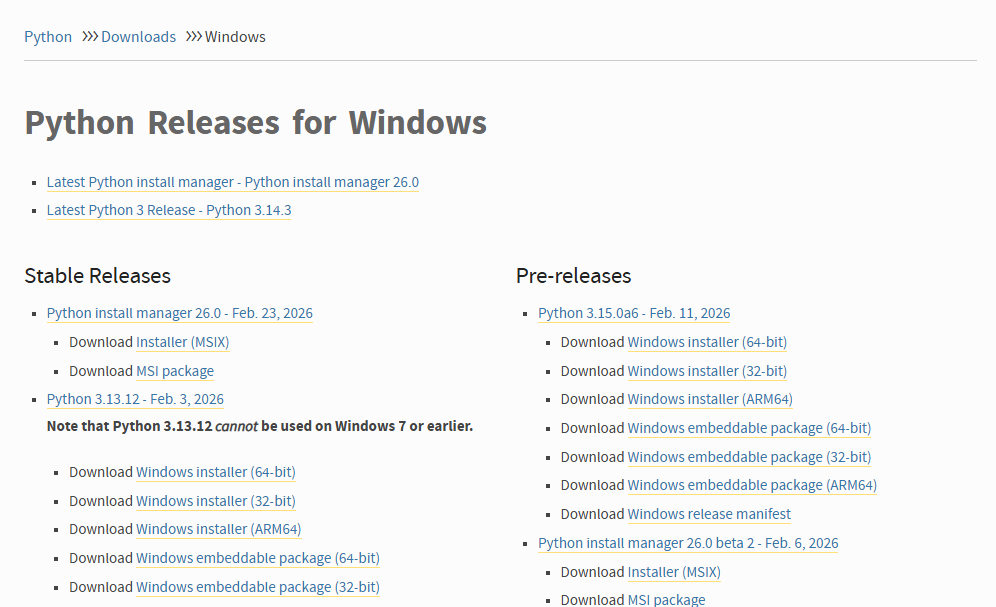 Python >>> Downloads >>> Windows
Python Releases for Windows
Latest Python install manager - Python install manager 26.0
Latest Python 3 Release - Python 3.14.3
Stable Releases
Python install manager 26.0 - Feb. 23, 2026
Download Installer (MSIX)
Download MSI package
Python 3.13.12 - Feb. 3, 2026
Note that Python 3.13.12 cannot be used on Windows 7 or earlier.
Download Windows installer (64-bit)
Download Windows installer (32-bit)
Download Windows installer (ARM64)
Download Windows embeddable package (64-bit)
Download Windows embeddable package (32-bit)
Pre-releases
Python 3.15.0a6 - Feb. 11, 2026
Download Windows installer (64-bit)
Download Windows installer (32-bit)
Download Windows installer (ARM64)
Download Windows embeddable package (64-bit)
Download Windows embeddable package (32-bit)
Download Windows embeddable package (ARM64)
Download Windows release manifest
Python install manager 26.0 beta 2 - Feb. 6, 2026
Download Installer (MSIX)
Download MSI package